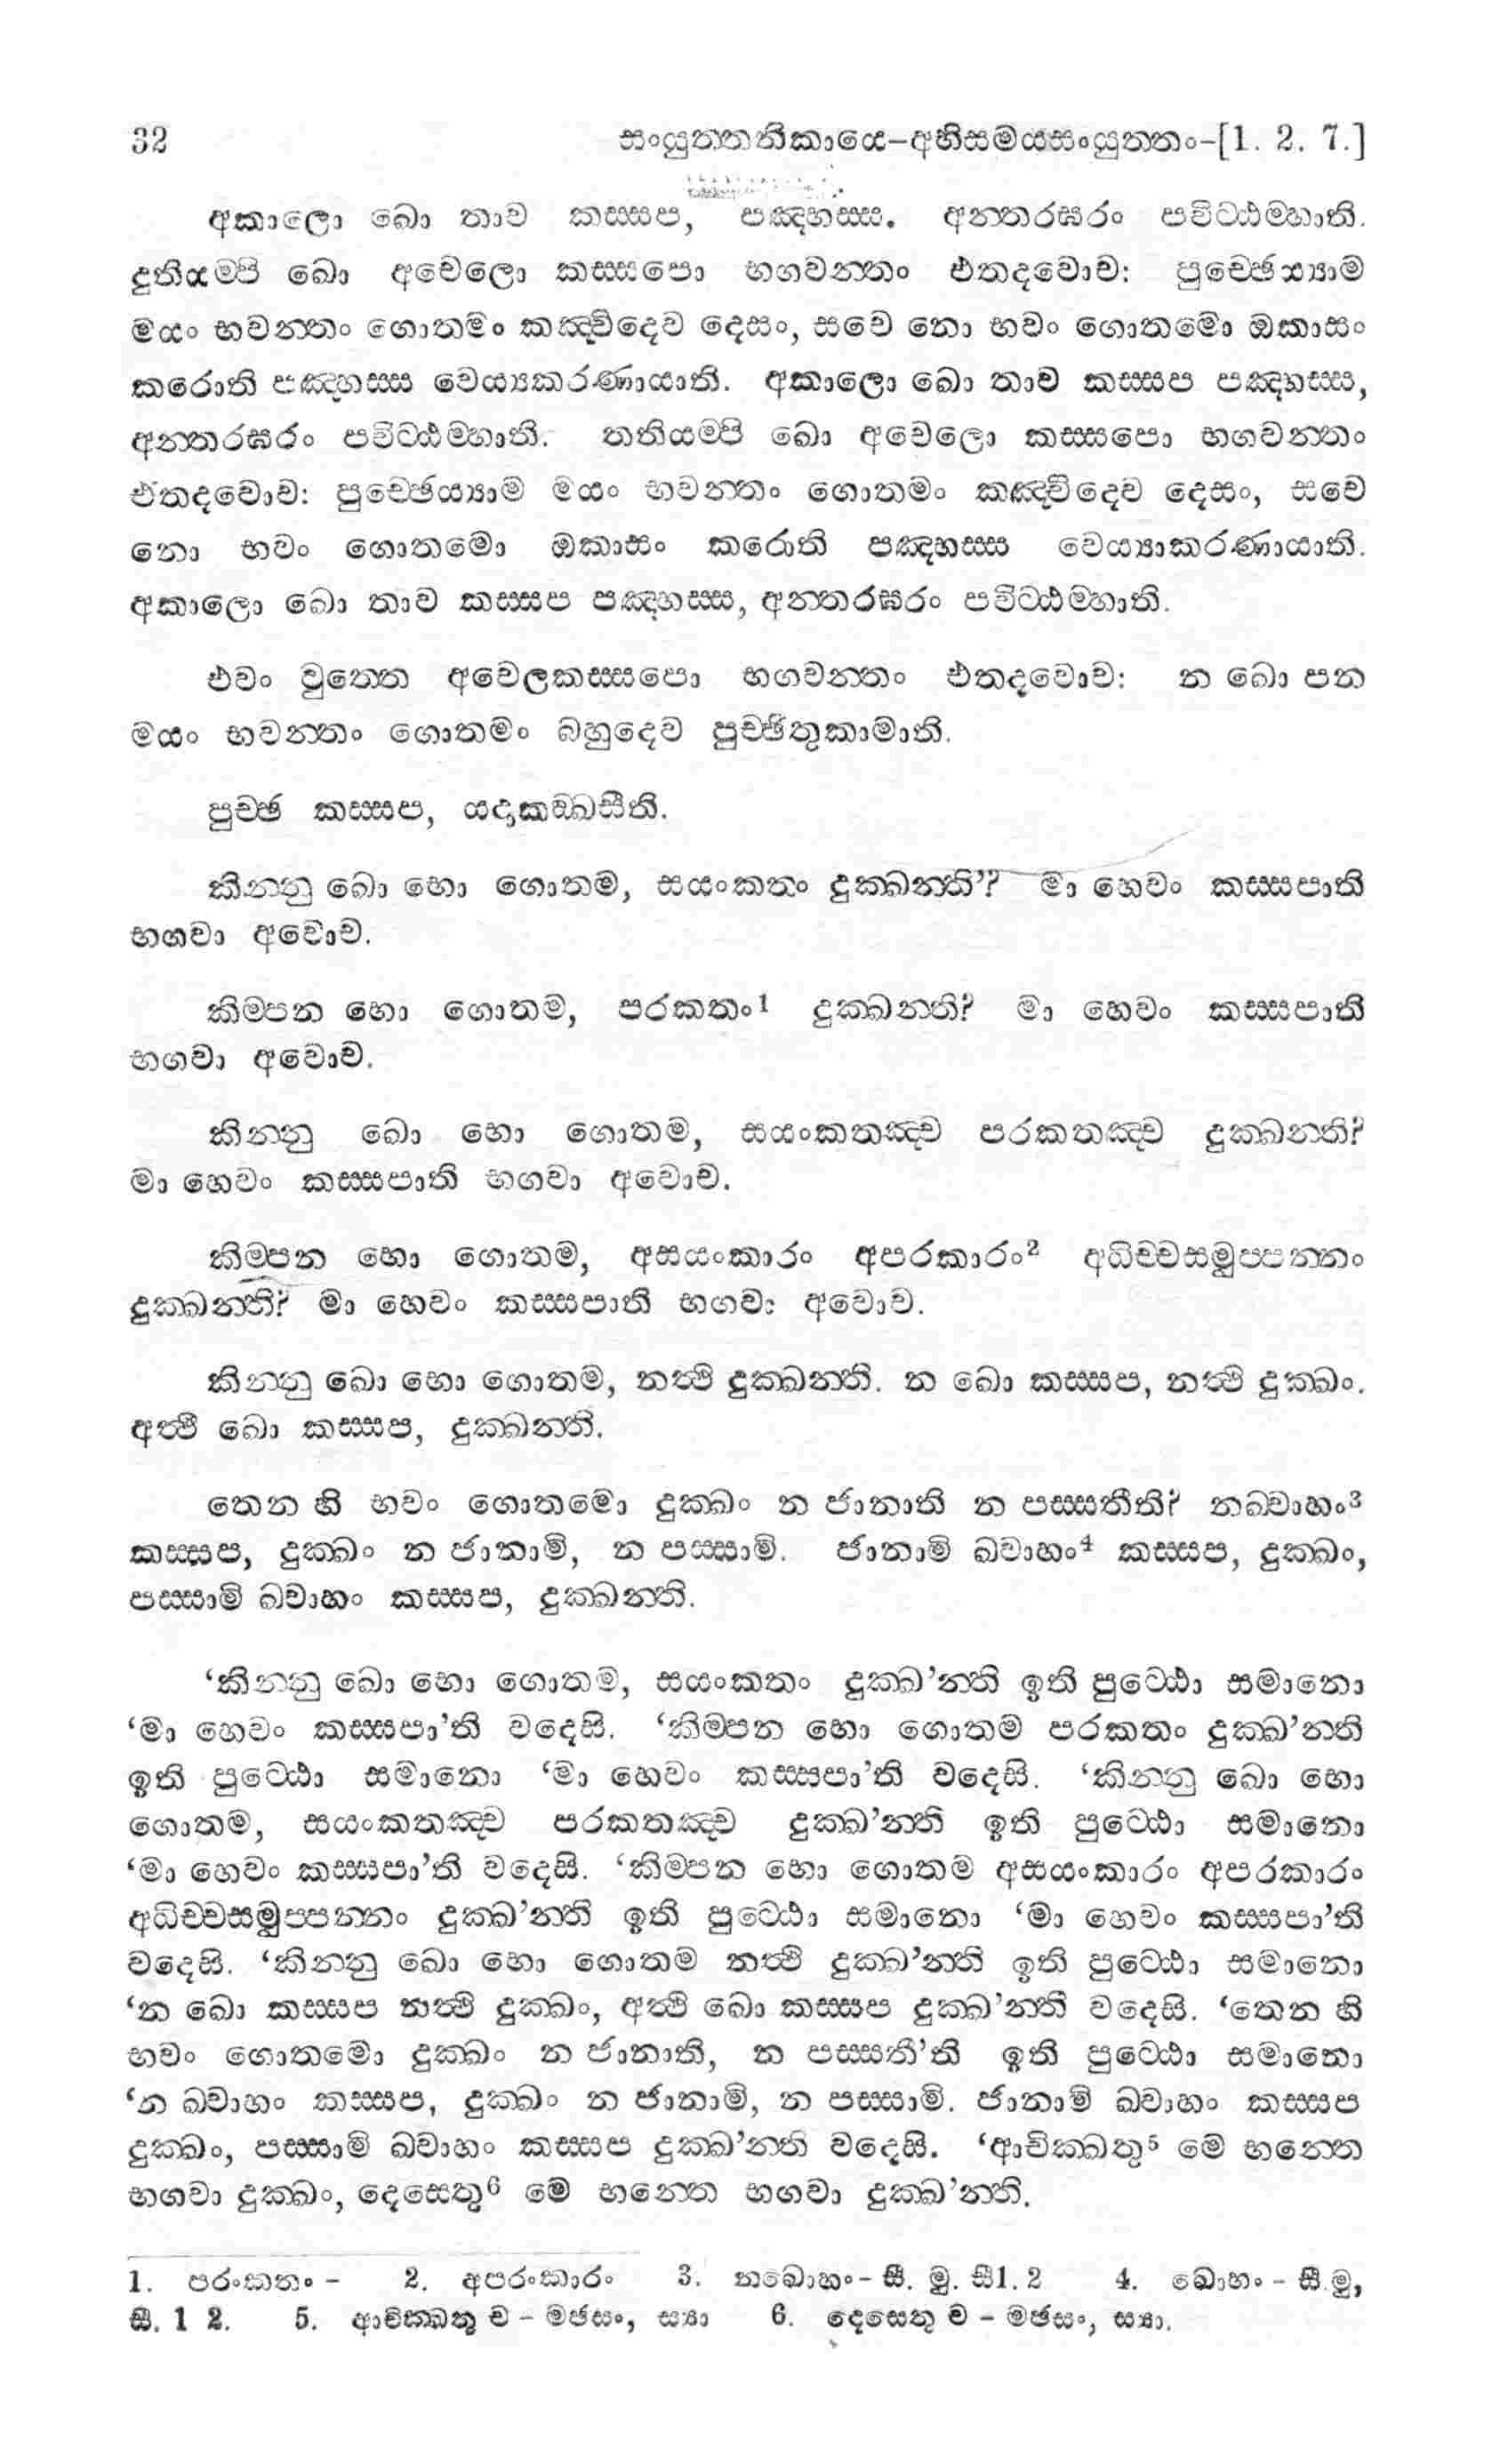 32 සංයුත්තනිකායෙ–අභිසමයසංයුත්තං–[1. 2. 7.]
අකාලො ඛො තාව කස්සප, පඤ්හස්ස. අන්තරඝරං පවිට්ඨම්හාති.
දුතියම්පි ඛො අචෙලො කස්සපො භගවන්තං එතදවොච: පුච්ඡෙය්‍යාම
මයං භවන්තං ගොතමං කඤ්චිදෙව දෙසං, සචෙ නො භවං ගොතමො ඔකාසං
කරොති පඤ්හස්ස වෙය්‍යකරණායාති. අකාලො ඛො තාව කස්සප පඤ්හස්ස,
අන්තරඝරං පවිට්ඨම්හාති. තතියම්පි ඛො අචෙලො කස්සපො භගවන්තං
එතදවොච: පුච්ඡෙය්‍යාම මයං භවන්තං ගොතමං කඤ්චිදෙව දෙසං, සචෙ
නො භවං ගොතමො ඔකාසං කරොති පඤ්හස්ස වෙය්‍යාකරණායාති.
අකාලො ඛො තාව කස්සප පඤ්හස්ස, අන්තරඝරං පවිට්ඨම්හාති.
එවං වුත්තෙ අචෙලකස්සපො භගවන්තං එතදවොච: න ඛො පන
මයං භවන්තං ගොතමං බහුදෙව පුච්ඡිතුකාමාති.
පුච්ඡ කස්සප, යදාකඞ්ඛසීති.
කින්නු ඛො භො ගොතම, සයංකතං දුක්ඛන්ති’? මා හෙවං කස්සපාති
භගවා අවොච.
කිම්පන භො ගොතම, පරකතං1 දුක්ඛන්ති? මා හෙවං කස්සපාති
භගවා අවොච.
කින්නු ඛො භො ගොතම, සයංකතඤ්ච පරකතඤ්ච දුක්ඛන්ති?
මා හෙවං කස්සපාති භගවා අවොච.
කිම්පන භො ගොතම, අසයංකාරං අපරකාරං2 අධිච්චසමුප්පන්නං
දුක්ඛන්ති? මා හෙවං කස්සපාති භගවා අවොච.
කින්නු ඛො භො ගොතම, නත්ථි දුක්ඛන්ති. න ඛො කස්සප, නත්ථි දුක්ඛං.
අත්ථි ඛො කස්සප, දුක්ඛන්ති.
තෙන හි භවං ගොතමො දුක්ඛං න ජානාති න පස්සතීති? නඛ්වාහං3
කස්සප, දුක්ඛං න ජානාමි, න පස්සාමි. ජානාමි ඛ්වාහං4 කස්සප, දුක්ඛං,
පස්සාමි ඛ්වාහං කස්සප, දුක්ඛන්ති.
‘කින්නු ඛො භො ගොතම, සයංකතං දුක්ඛ’න්ති ඉති පුට්ඨො සමානො
‘මා හෙවං කස්සපා’ති වදෙසි. ‘කිම්පන භො ගොතම පරකතං දුක්ඛ’න්ති
ඉති පුට්ඨො සමානො ‘මා හෙවං කස්සපා’ති වදෙසි. ‘කින්නු ඛො භො
ගොතම, සයංකතඤ්ච පරකතඤ්ච දුක්ඛ’න්ති ඉති පුට්ඨො සමානො
‘මා හෙවං කස්සපා’ති වදෙසි. ‘කිම්පන භො ගොතම අසයංකාරං අපරකාරං
අධිච්චසමුප්පන්නං දුක්ඛ’න්ති ඉති පුට්ඨො සමානො ‘මා හෙවං කස්සපා’ති
වදෙසි. ‘කින්නු ඛො භො ගොතම නත්ථි දුක්ඛ’න්ති ඉති පුට්ඨො සමානො
‘න ඛො කස්සප නත්ථි දුක්ඛං, අත්ථි ඛො කස්සප දුක්ඛ’න්ති වදෙසි. ‘තෙන හි
භවං ගොතමො දුක්ඛං න ජානාති, න පස්සතී’ති ඉති පුට්ඨො සමානො
‘න ඛ්වාහං කස්සප, දුක්ඛං න ජානාමි, න පස්සාමි. ජානාමි ඛ්වාහං කස්සප
දුක්ඛං, පස්සාමි ඛ්වාහං කස්සප දුක්ඛ’න්ති වදෙසි. ‘ආචික්ඛතු5 මෙ භන්තෙ
භගවා දුක්ඛං, දෙසෙතු6 මෙ භන්තෙ භගවා දුක්ඛ’න්ති.
1. පරංකතං – 2. අපරංකාරං 3. නඛොහං – සී. මු. සී1. 2 4. ඛොහං – සී. මු,
සී. 1 2. 5. ආචික්ඛතු ච – මඡසං, ස්‍යා 6. දෙසෙතු ච – මඡසං, ස්‍යා.